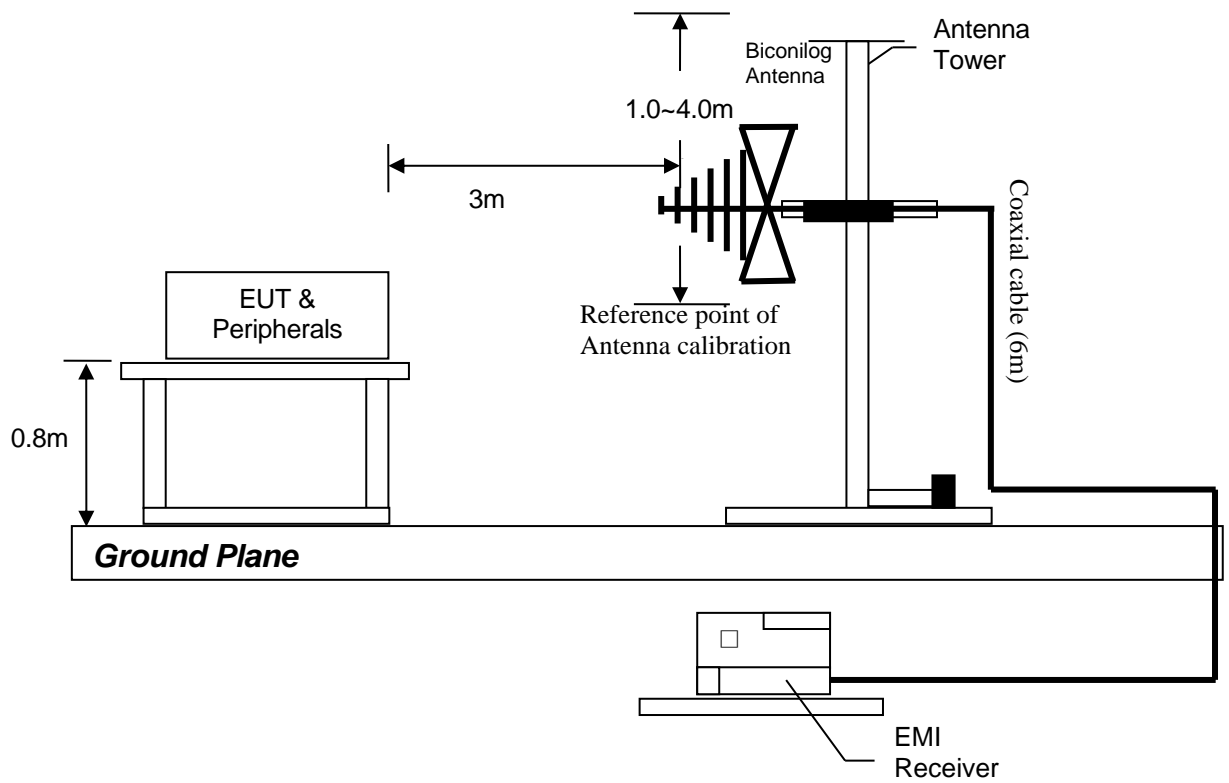 Biconilog
Antenna
Antenna
Tower
1.0~4.0m
3m
Coaxial cable (6m)
EUT &
Peripherals
Reference point of
Antenna calibration
0.8m
Ground Plane
EMI
Receiver